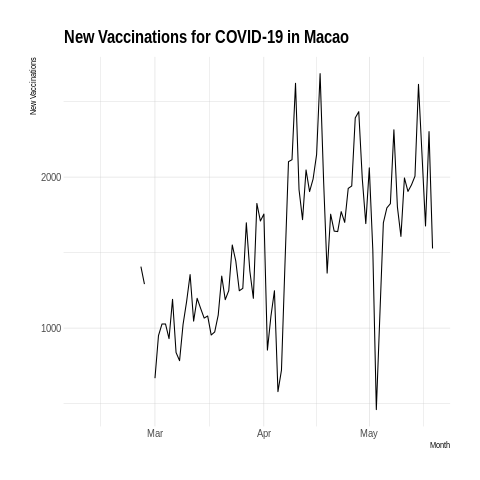 New Vaccinations for COVID-19 in Macao
New Vaccinations
2000
1000
Mar
Apr
May
Month